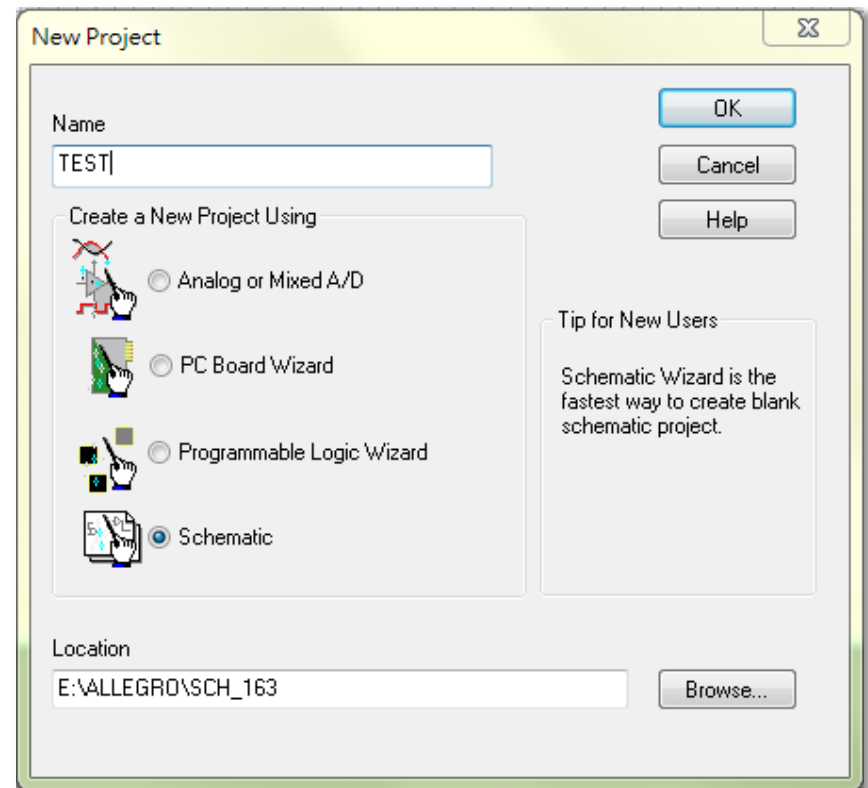 New Project
Name
TEST
OK
Cancel
Help
Create a New Project Using
Analog or Mixed A/D
PC Board Wizard
Programmable Logic Wizard
Schematic
Tip for New Users
Schematic Wizard is the
fastest way to create blank
schematic project.
Location
E:\ALLEGRO\SCH_163
Browse...